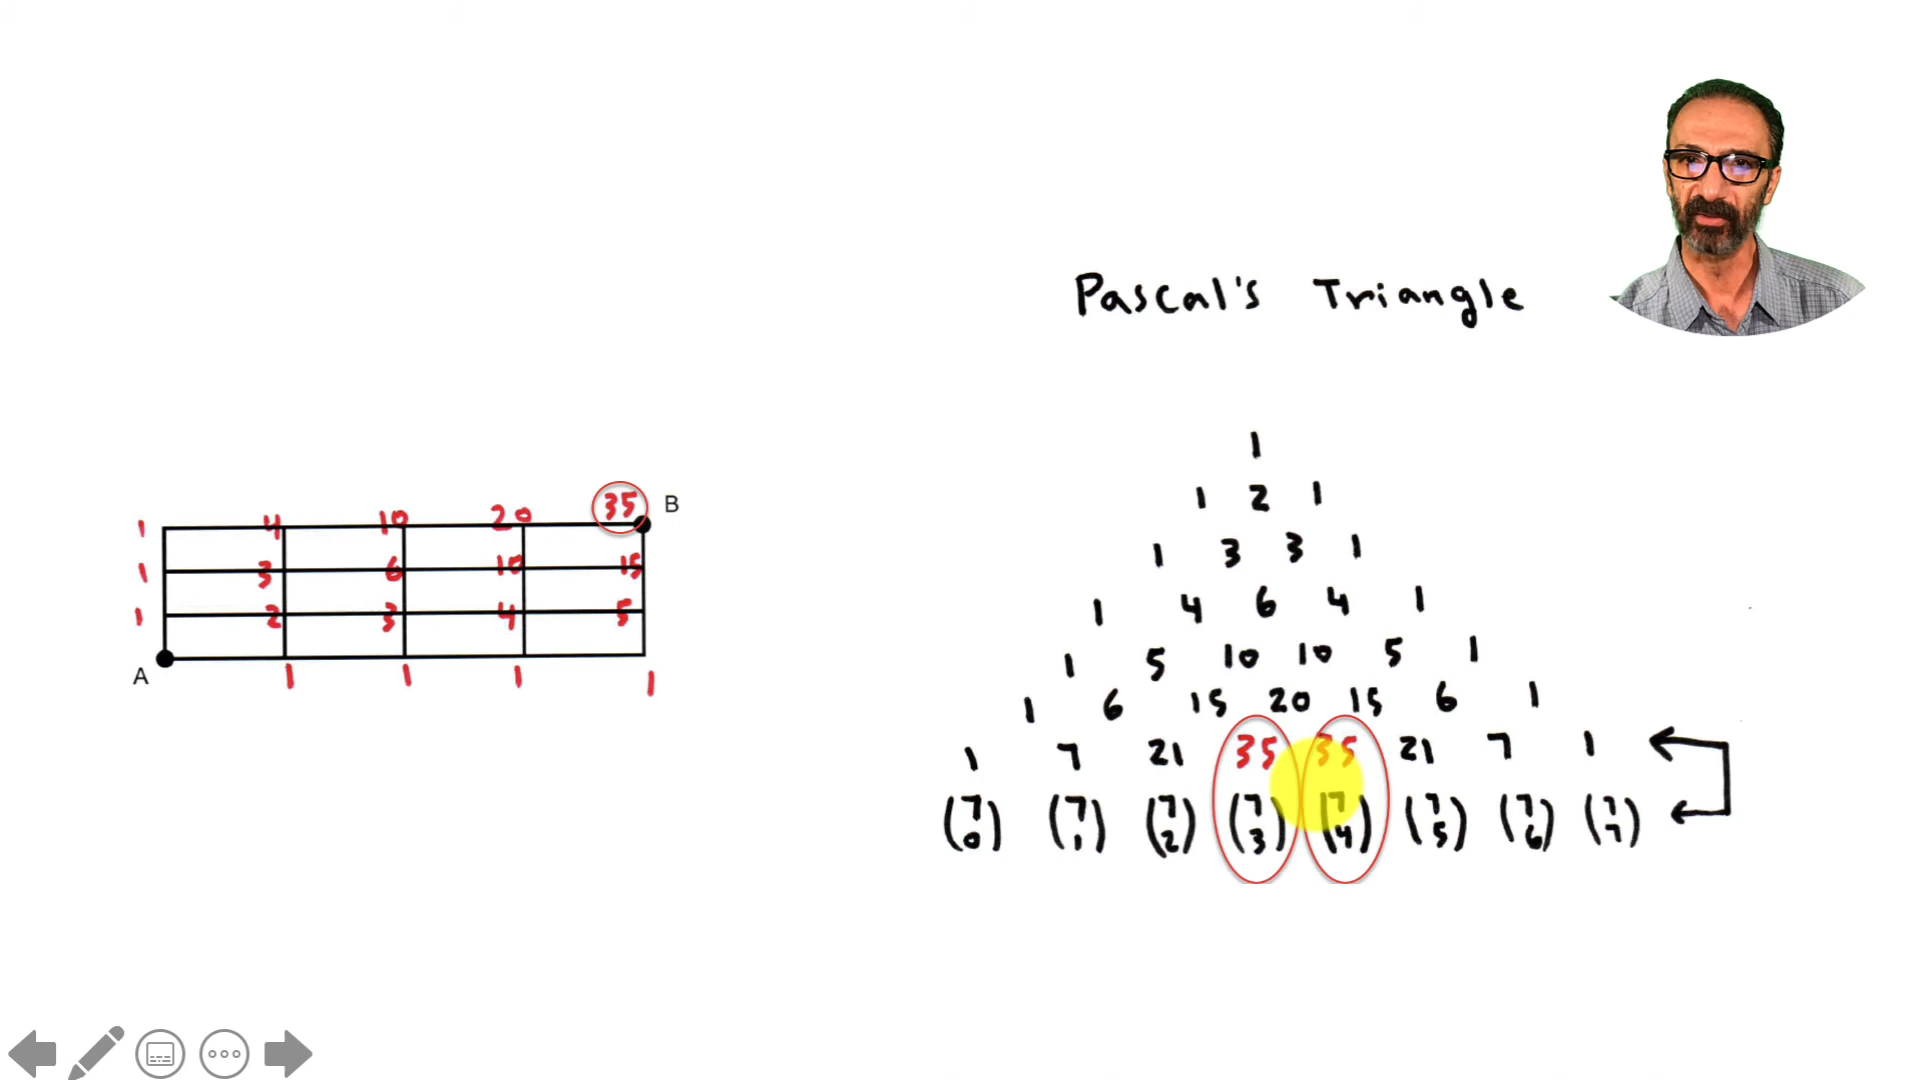 Pascal's Triangle
1
1 2 1
1 3 3 1
1 4 6 4 1
1 5 10 10 5 1
1 6 15 20 15 6 1
1 7 21 35 35 21 7 1
(7 0) (7 1) (7 2) (7 3) (7 4) (7 5) (7 6) (7 7)
35 B
1 4 10 20
1 3 6 10 15
1 2 3 4 5
A 1 1 1 1